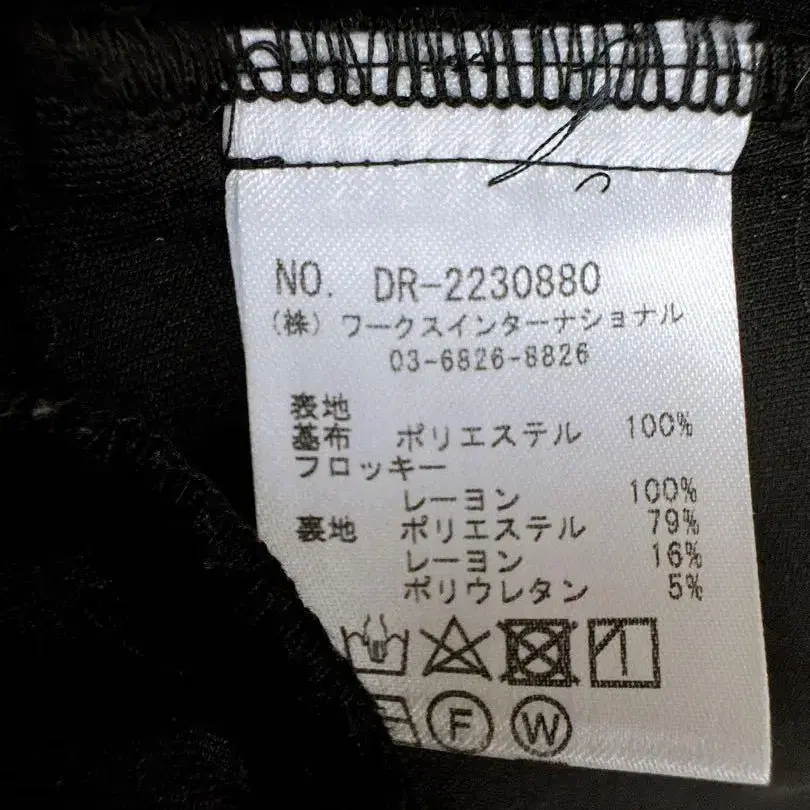 NO. DR-2230880
(株) ワークスインターナショナル
03-6826-8826
表地
基布 ポリエステル 100%
フロッキー
レーヨン 100%
裏地 ポリエステル 79%
レーヨン 16%
ポリウレタン 5%
F W